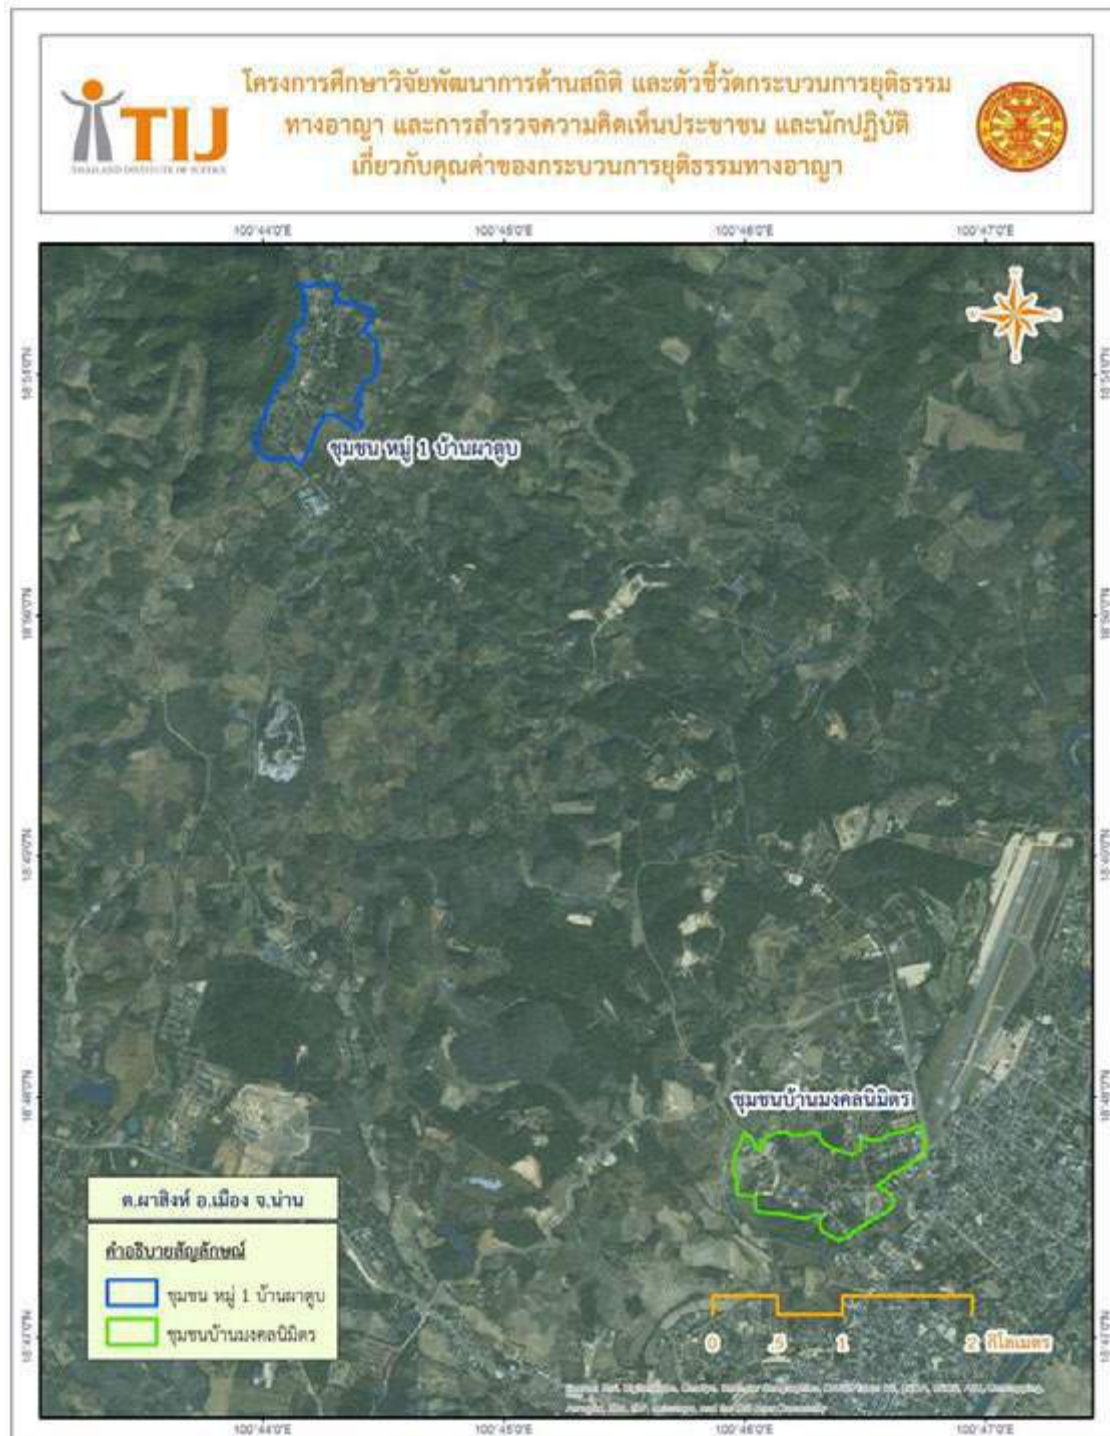 TIJ
THAILAND INSTITUTE OF JUSTICE
โครงการศึกษาวิจัยพัฒนาการด้านสถิติ และตัวชี้วัดกระบวนการยุติธรรม
ทางอาญา และการสำรวจความคิดเห็นประชาชน และนักปฏิบัติ
เกี่ยวกับคุณค่าของกระบวนการยุติธรรมทางอาญา
100°44'0"E 100°45'0"E 100°46'0"E 100°47'0"E
ชุมชน หมู่ 1 บ้านผาตูบ
ชุมชนบ้านมงคลนิมิตร
ต.ผาสิงห์ อ.เมือง จ.น่าน
คำอธิบายสัญลักษณ์
ชุมชน หมู่ 1 บ้านผาตูบ
ชุมชนบ้านมงคลนิมิตร
0 .5 1 2 กิโลเมตร
100°44'0"E 100°45'0"E 100°46'0"E 100°47'0"E